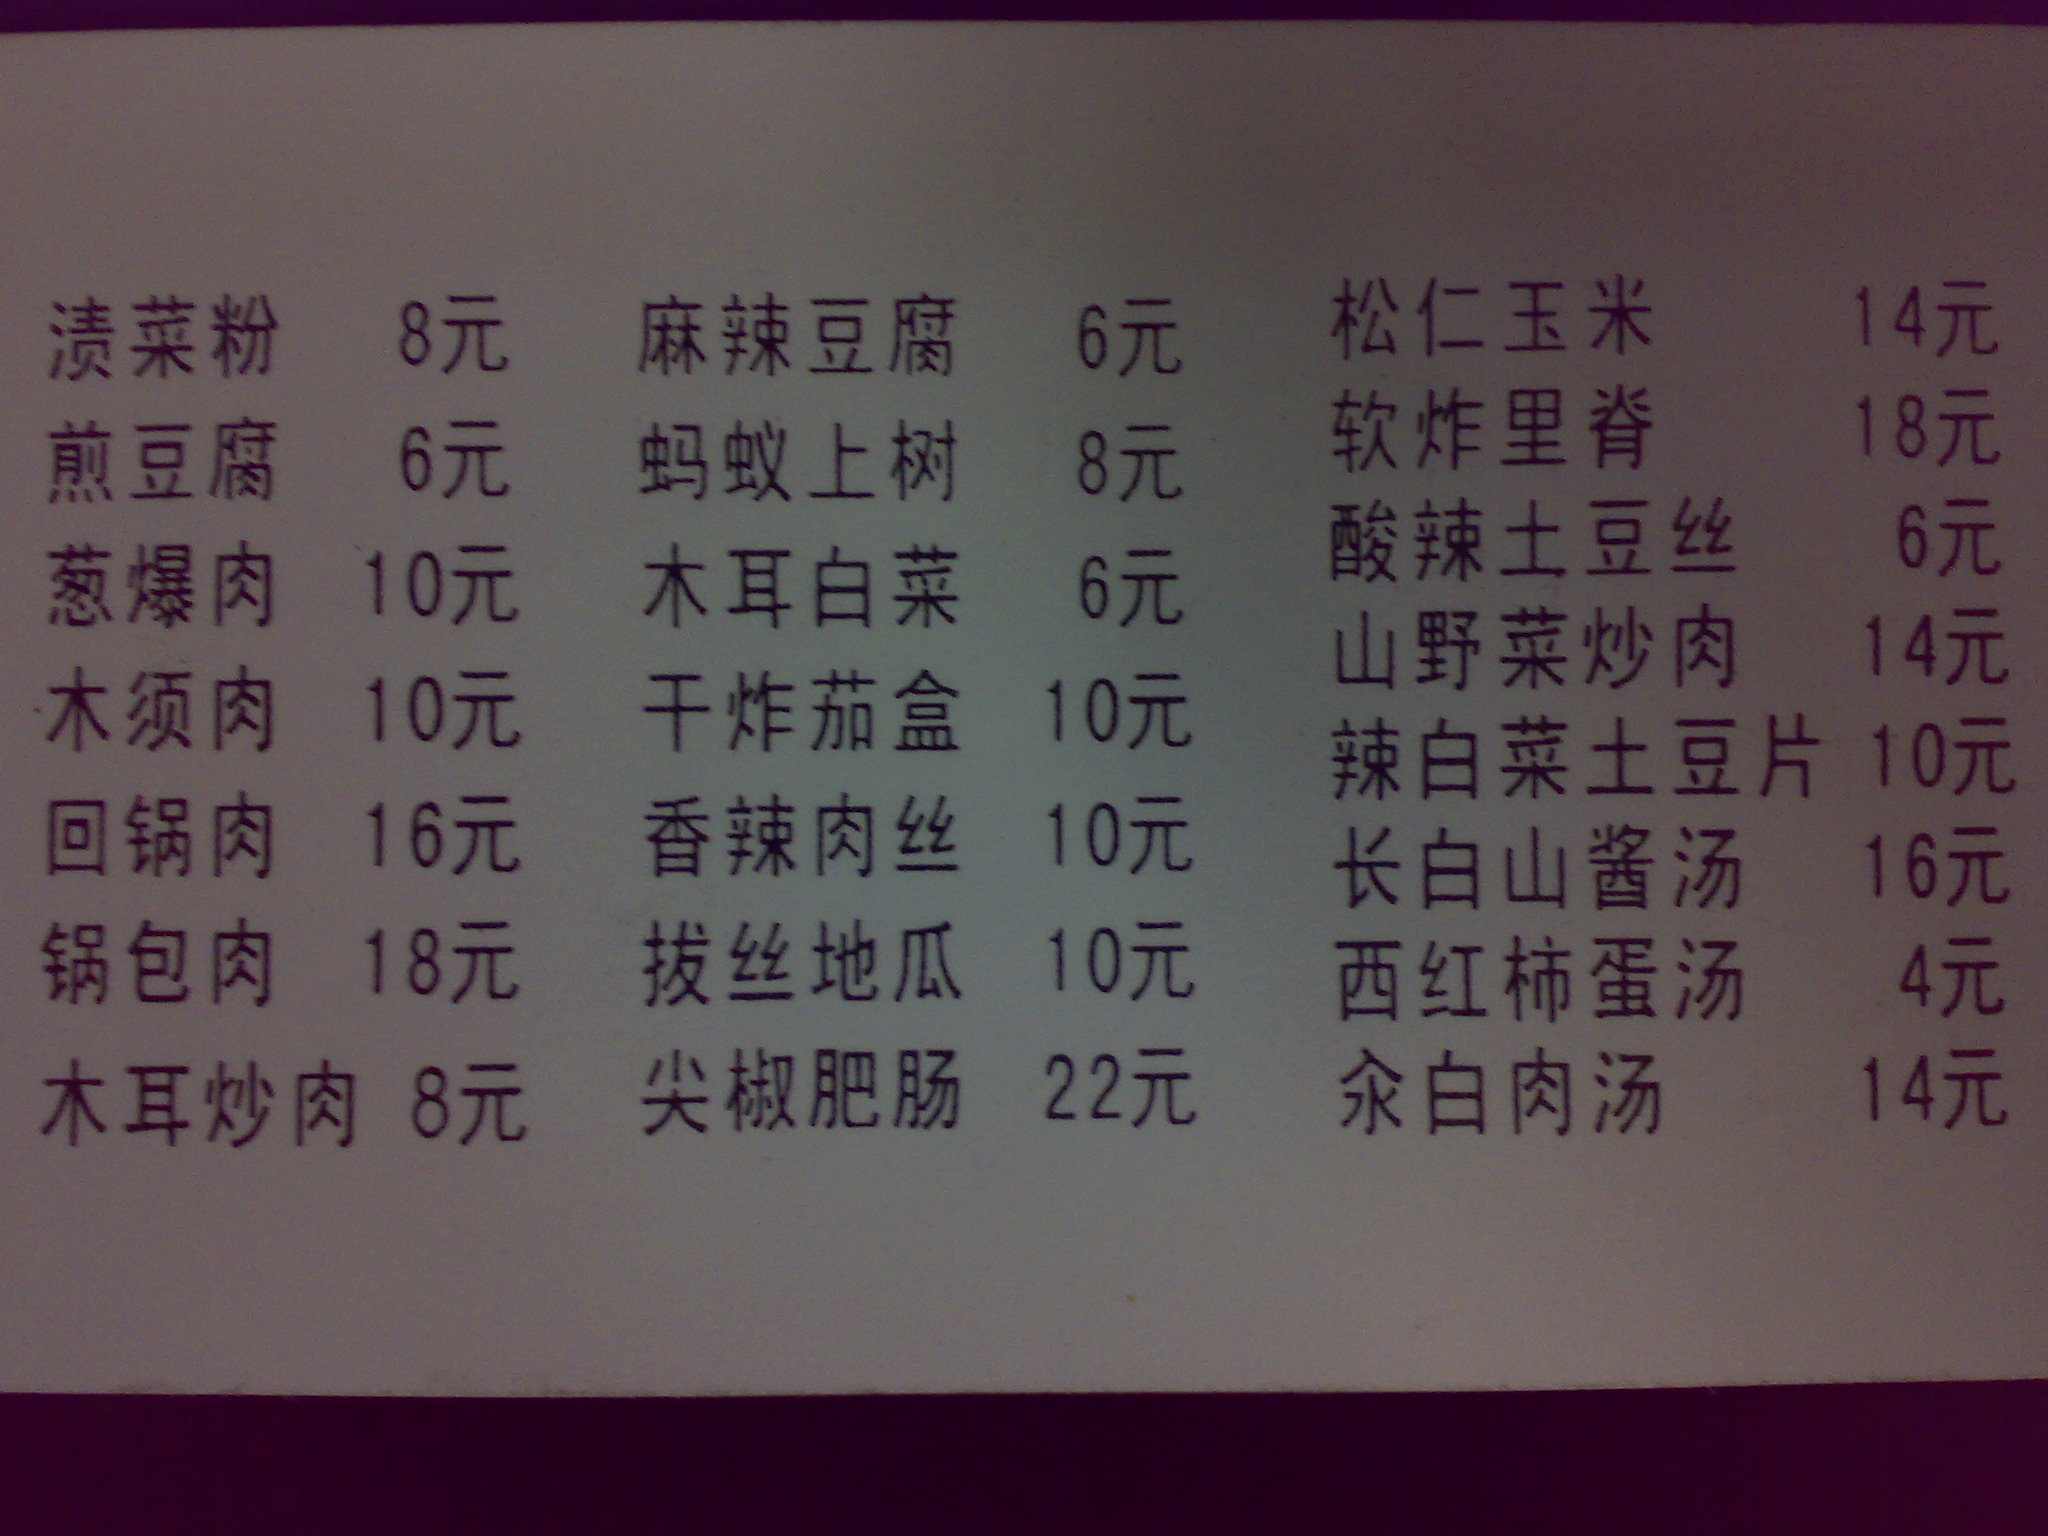 渍菜粉 8元
煎豆腐 6元
葱爆肉 10元
木须肉 10元
回锅肉 16元
锅包肉 18元
木耳炒肉 8元
麻辣豆腐 6元
蚂蚁上树 8元
木耳白菜 6元
干炸茄盒 10元
香辣肉丝 10元
拔丝地瓜 10元
尖椒肥肠 22元
松仁玉米 14元
软炸里脊 18元
酸辣土豆丝 6元
山野菜炒肉 14元
辣白菜土豆片 10元
长白山酱汤 16元
西红柿蛋汤 4元
汆白肉汤 14元